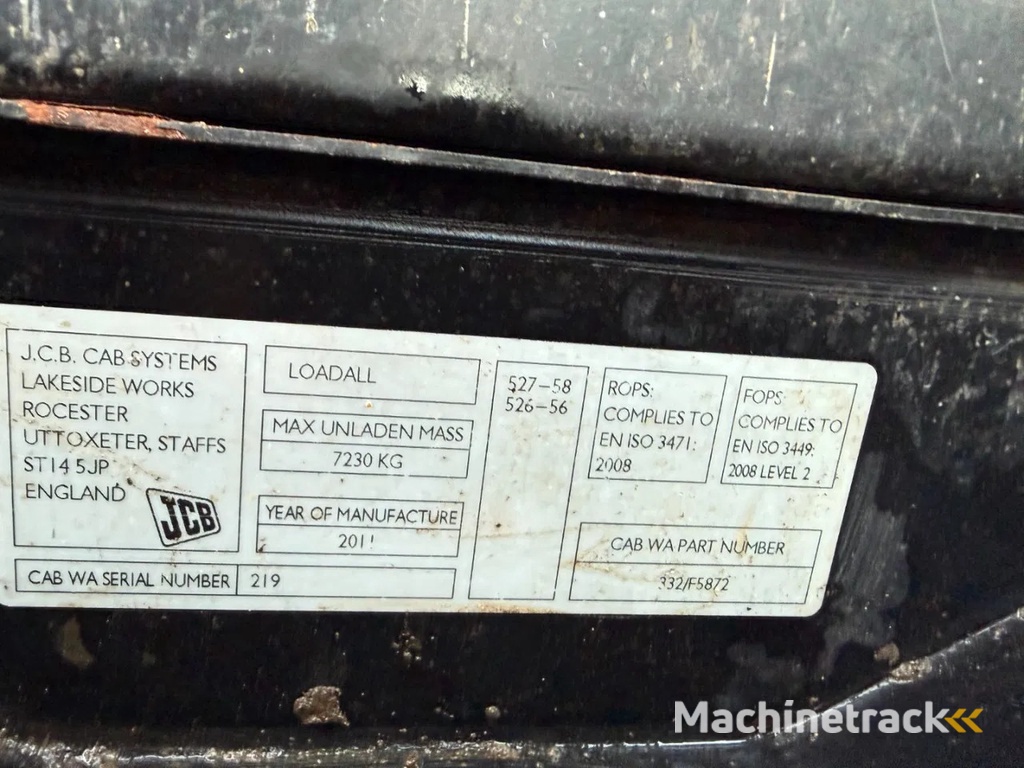 J.C.B. CAB SYSTEMS
LAKESIDE WORKS
ROCESTER
UTTOXETER, STAFFS
ST14 5JP
ENGLAND
JCB
CAB WA SERIAL NUMBER 219
LOADALL
MAX UNLADEN MASS
7230 KG
YEAR OF MANUFACTURE
2011
527-58
526-56
ROPS:
COMPLIES TO
EN ISO 3471:
2008
FOPS:
COMPLIES TO
EN ISO 3449:
2008 LEVEL 2
CAB WA PART NUMBER
332/F5872
Machinetrack